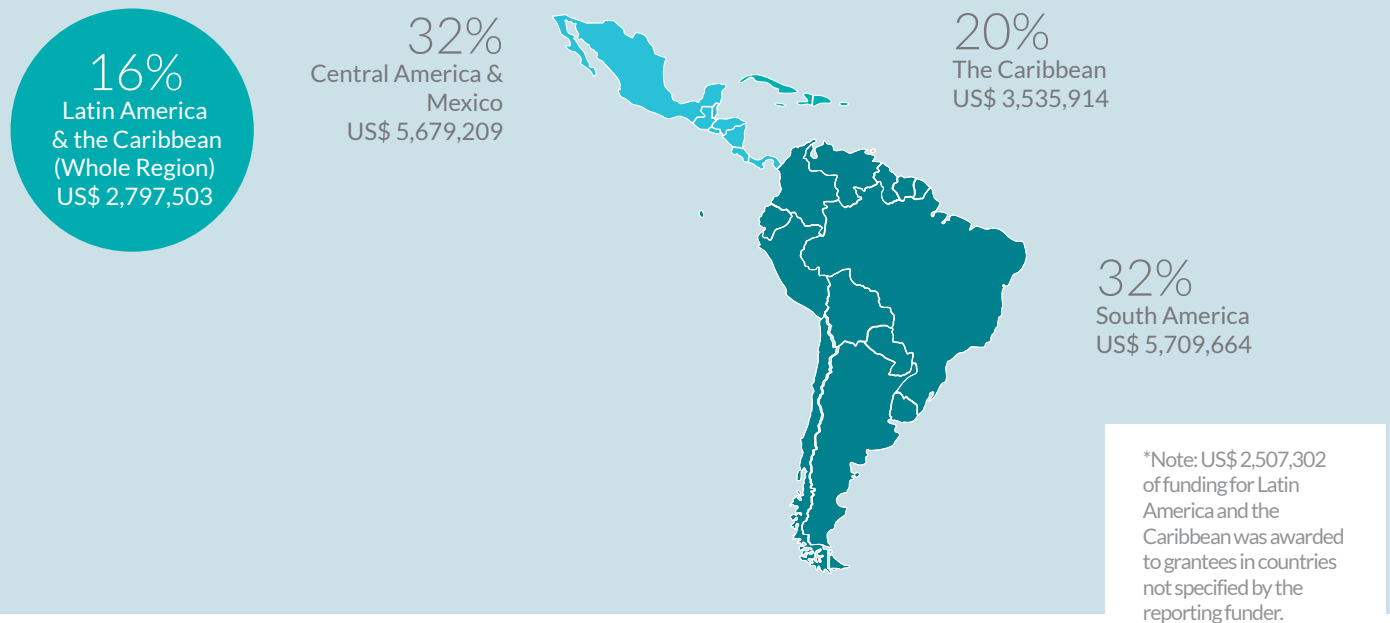 16%
Latin America
& the Caribbean
(Whole Region)
US$ 2,797,503
32%
Central America &
Mexico
US$ 5,679,209
20%
The Caribbean
US$ 3,535,914
32%
South America
US$ 5,709,664
*Note: US$ 2,507,302
of funding for Latin
America and the
Caribbean was awarded
to grantees in countries
not specified by the
reporting funder.